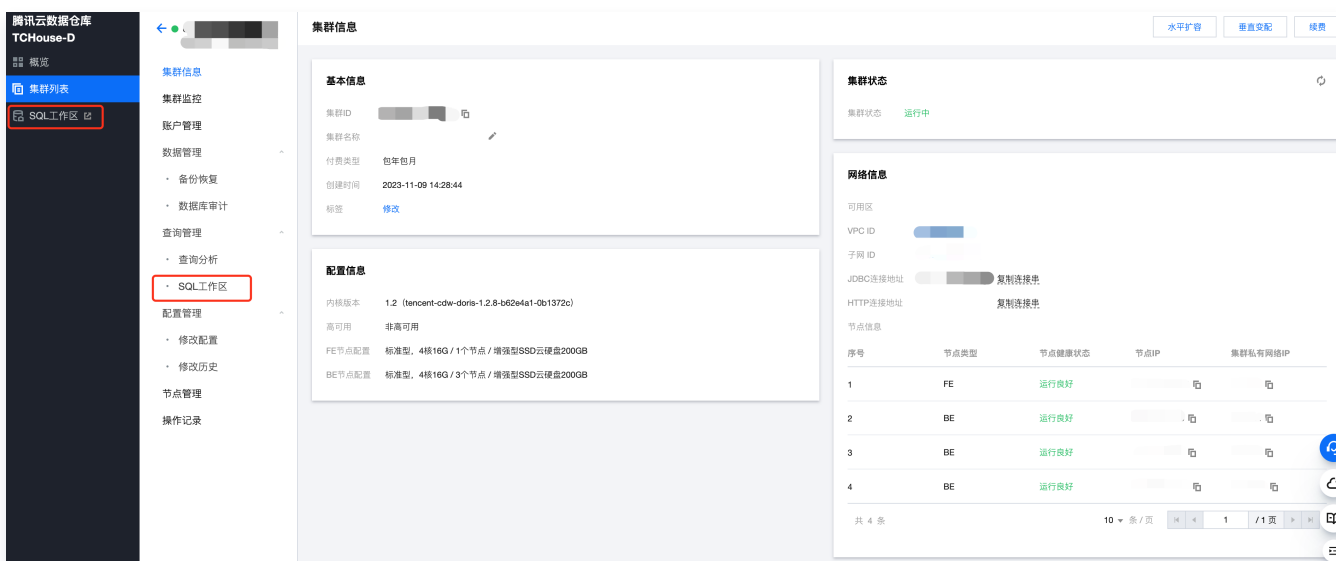 腾讯云数据仓库
TCHouse-D
概览
集群列表
SQL工作区
集群信息
集群监控
账户管理
数据管理
· 备份恢复
· 数据库审计
查询管理
· 查询分析
· SQL工作区
配置管理
· 修改配置
· 修改历史
节点管理
操作记录
集群信息
水平扩容 垂直变配 续费
基本信息
集群ID
集群名称
付费类型 包年包月
创建时间 2023-11-09 14:28:44
标签 修改
配置信息
内核版本 1.2（tencent-cdw-doris-1.2.8-b62e4a1-0b1372c）
高可用 非高可用
FE节点配置 标准型，4核16G / 1个节点 / 增强型SSD云硬盘200GB
BE节点配置 标准型，4核16G / 3个节点 / 增强型SSD云硬盘200GB
集群状态
集群状态 运行中
网络信息
可用区
VPC ID
子网 ID
JDBC连接地址 复制连接串
HTTP连接地址 复制连接串
节点信息
序号 节点类型 节点健康状态 节点IP 集群私有网络IP
1 FE 运行良好
2 BE 运行良好
3 BE 运行良好
4 BE 运行良好
共 4 条 10 条 / 页 1 / 1 页